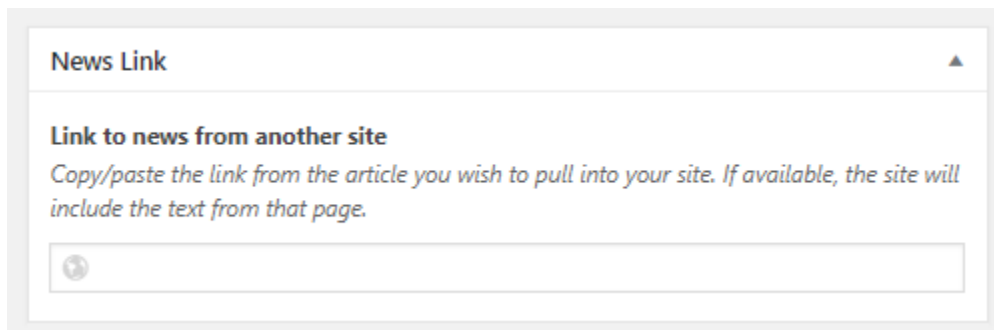 News Link
Link to news from another site
Copy/paste the link from the article you wish to pull into your site. If available, the site will
include the text from that page.